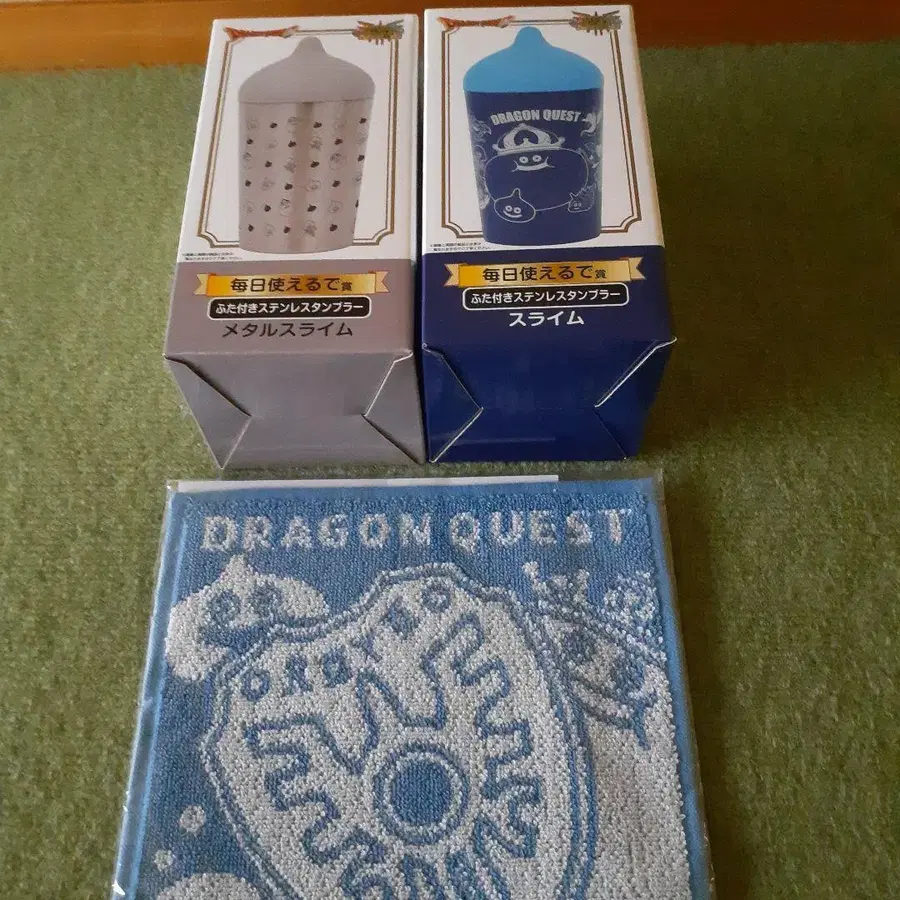 毎日使えるで賞
ふた付きステンレスタンブラー
メタルスライム
DRAGON QUEST
毎日使えるで賞
ふた付きステンレスタンブラー
スライム
DRAGON QUEST